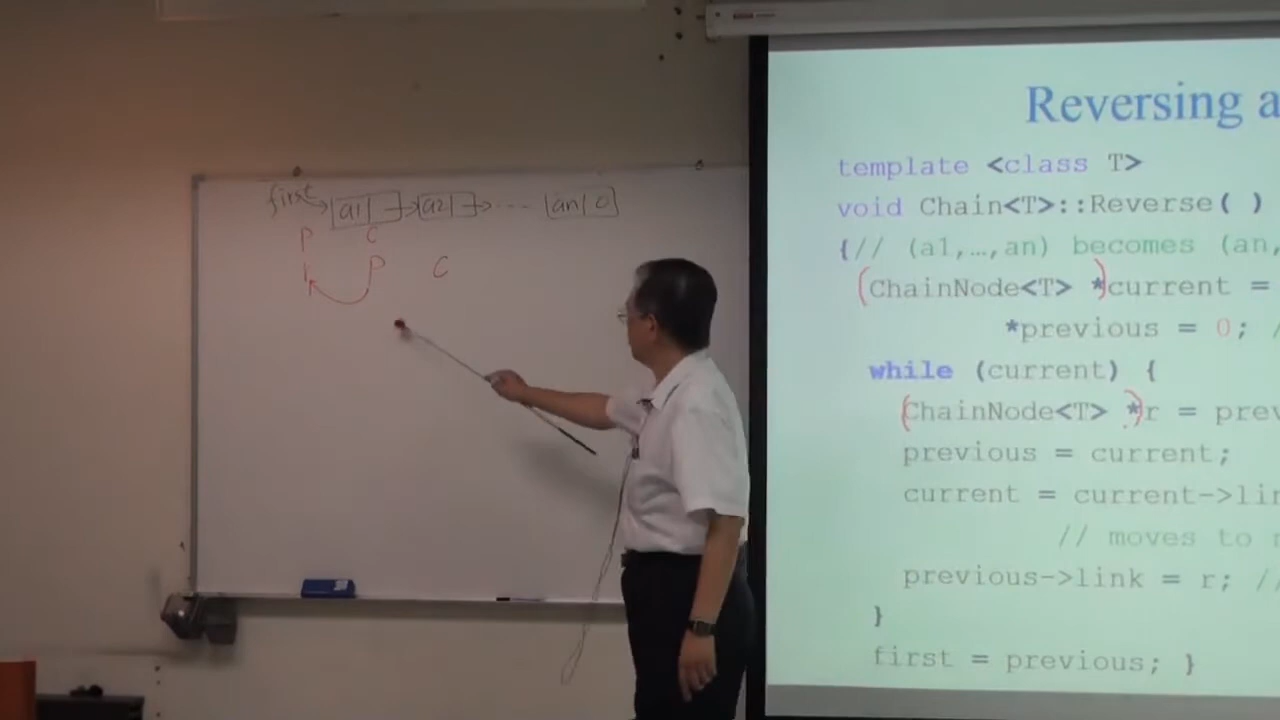 first
a1 a2 .... an 0
P C
r P C
Reversing a
template <class T>
void Chain<T>::Reverse( )
{// (a1,…,an) becomes (an,
(ChainNode<T> *)current =
*previous = 0; /
while (current) {
(ChainNode<T> *)r = prev
previous = current;
current = current->lin
// moves to r
previous->link = r; //
}
first = previous; }